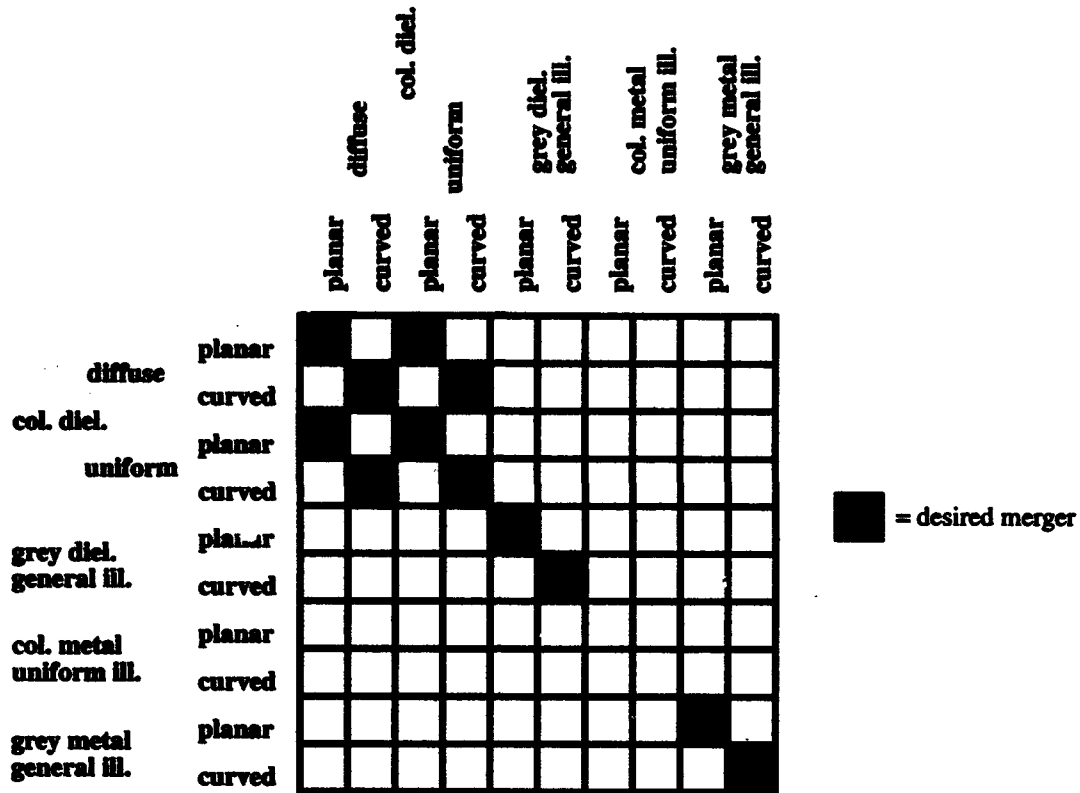 col. diel.
diffuse
uniform
grey diel.
general ill.
col. metal
uniform ill.
grey metal
general ill.
planar
curved
planar
curved
planar
curved
planar
curved
planar
curved
planar
diffuse
curved
col. diel.
planar
uniform
curved
grey diel.
general ill.
curved
planar
col. metal
uniform ill.
curved
planar
grey metal
general ill.
curved
= desired merger